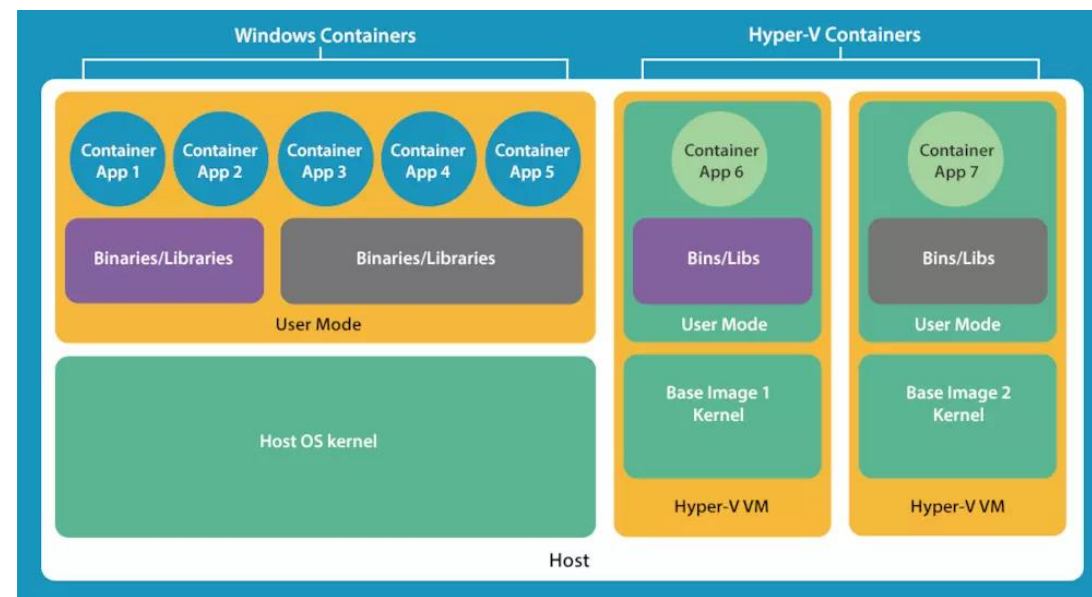 Windows Containers
Hyper-V Containers
Container
App 1
Container
App 2
Container
App 3
Container
App 4
Container
App 5
Binaries/Libraries
Binaries/Libraries
User Mode
Host OS kernel
Container
App 6
Bins/Libs
User Mode
Base Image 1
Kernel
Hyper-V VM
Container
App 7
Bins/Libs
User Mode
Base Image 2
Kernel
Hyper-V VM
Host